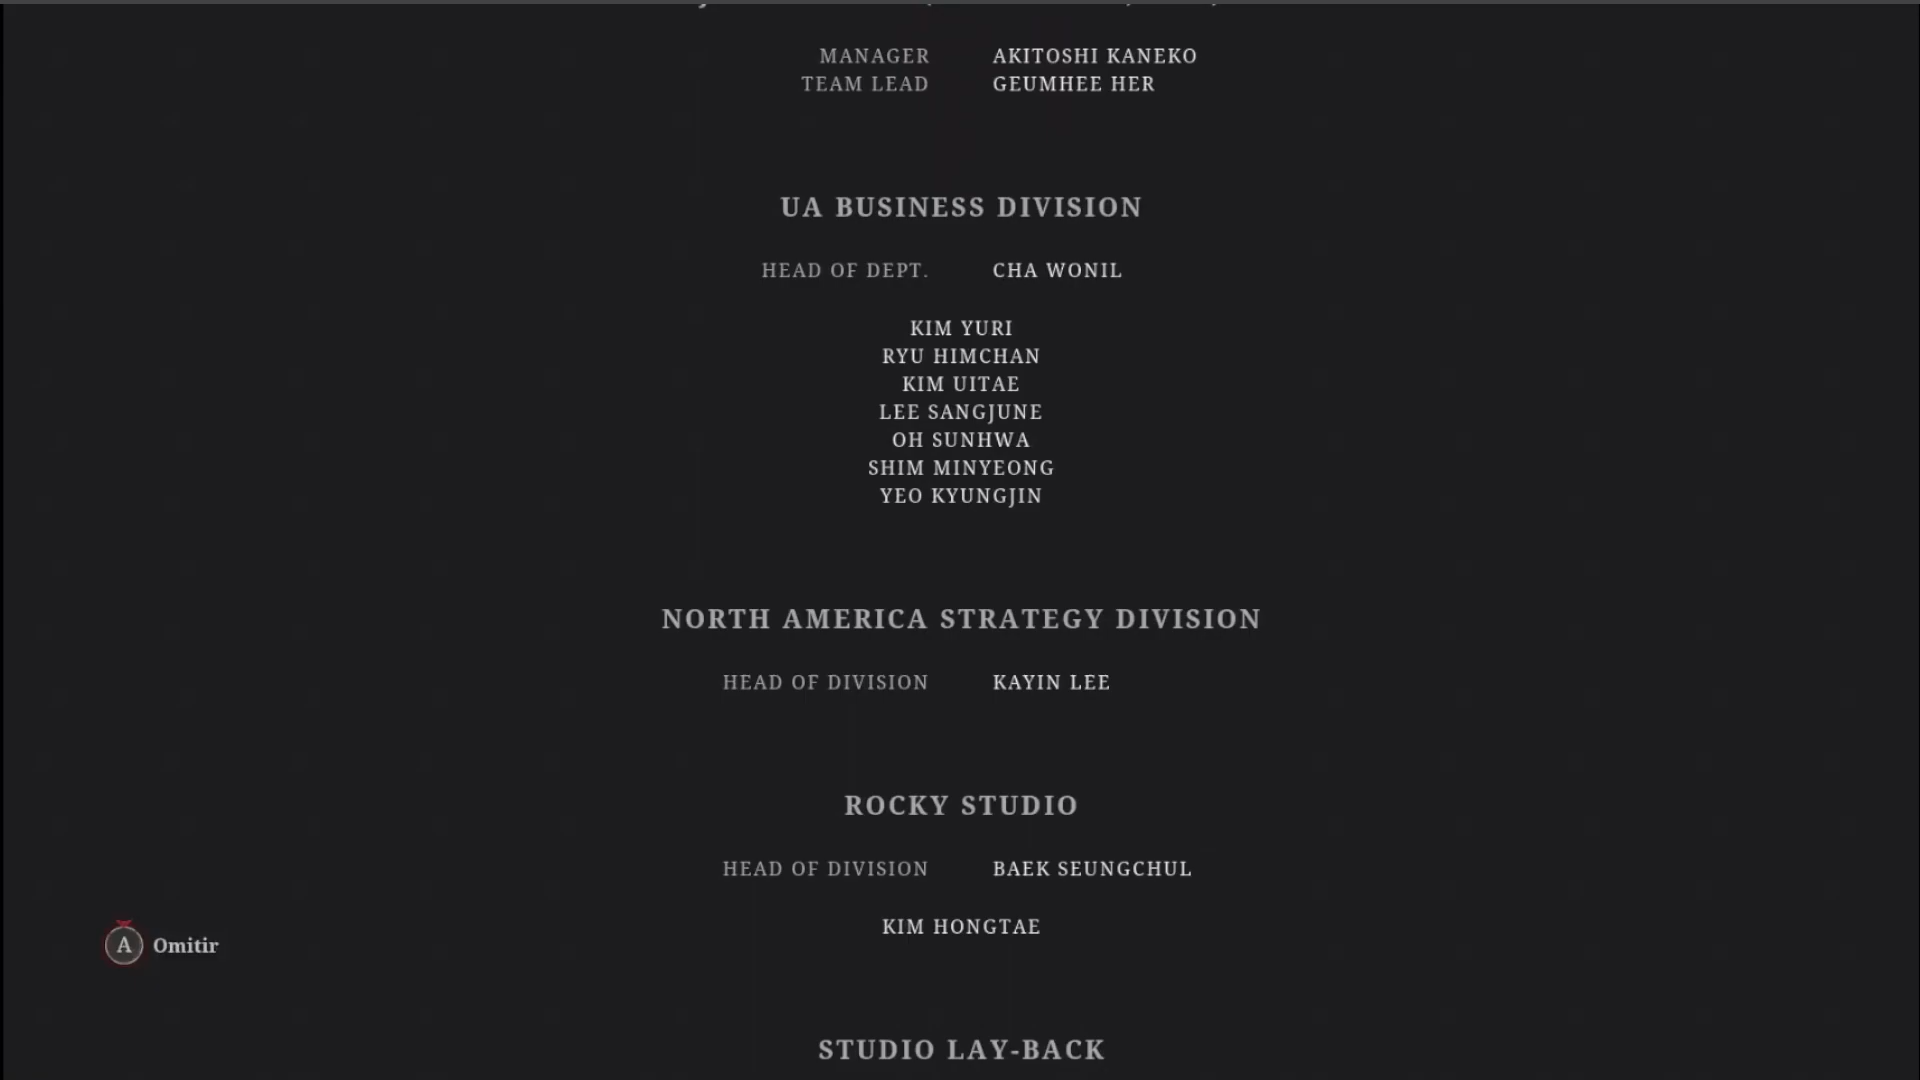 MANAGER AKITOSHI KANEKO
TEAM LEAD GEUMHEE HER
UA BUSINESS DIVISION
HEAD OF DEPT. CHA WONIL
KIM YURI
RYU HIMCHAN
KIM UITAE
LEE SANGJUNE
OH SUNHWA
SHIM MINYEONG
YEO KYUNGJIN
NORTH AMERICA STRATEGY DIVISION
HEAD OF DIVISION KAYIN LEE
ROCKY STUDIO
HEAD OF DIVISION BAEK SEUNGCHUL
KIM HONGTAE
A Omitir
STUDIO LAY-BACK